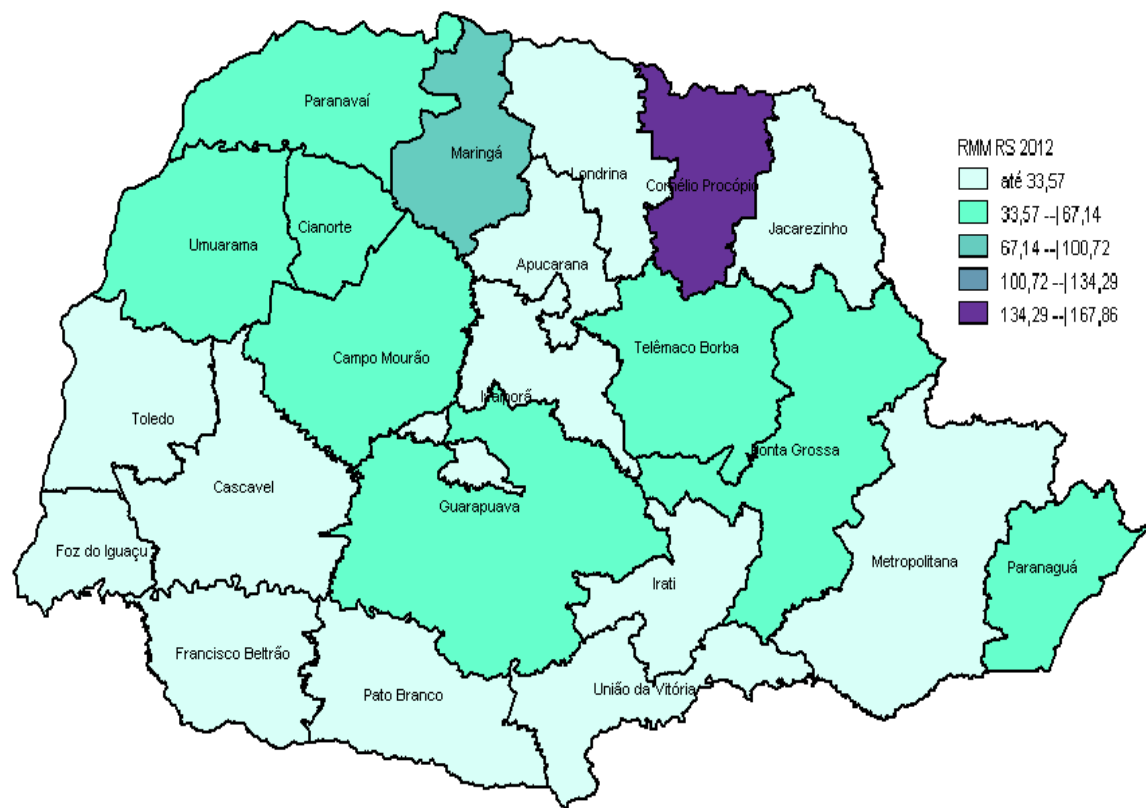 Paranavaí
Maringá
Londrina
Cornélio Procópio
Jacarezinho
Umuarama
Cianorte
Apucarana
Campo Mourão
Telêmaco Borba
Ivaiporã
Toledo
Cascavel
Guarapuava
Ponta Grossa
Foz do Iguaçu
Irati
Metropolitana
Paranaguá
Francisco Beltrão
Pato Branco
União da Vitória
RMM RS 2012
até 33,57
33,57 --| 67,14
67,14 --| 100,72
100,72 --| 134,29
134,29 --| 167,86